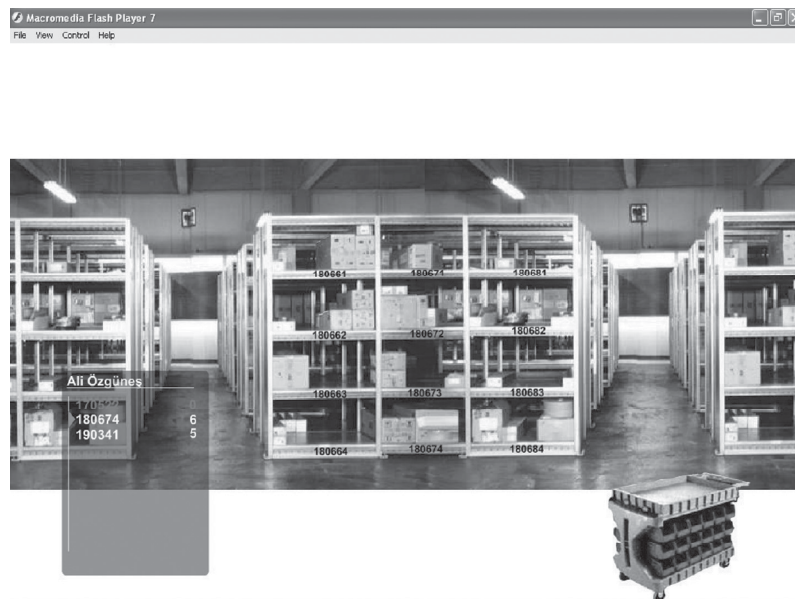 Macromedia Flash Player 7
File View Control Help
180661 180671 180681
180662 180672 180682
180663 180673 180683
180664 180674 180684
Ali Özgüneş
180674 6
190341 5